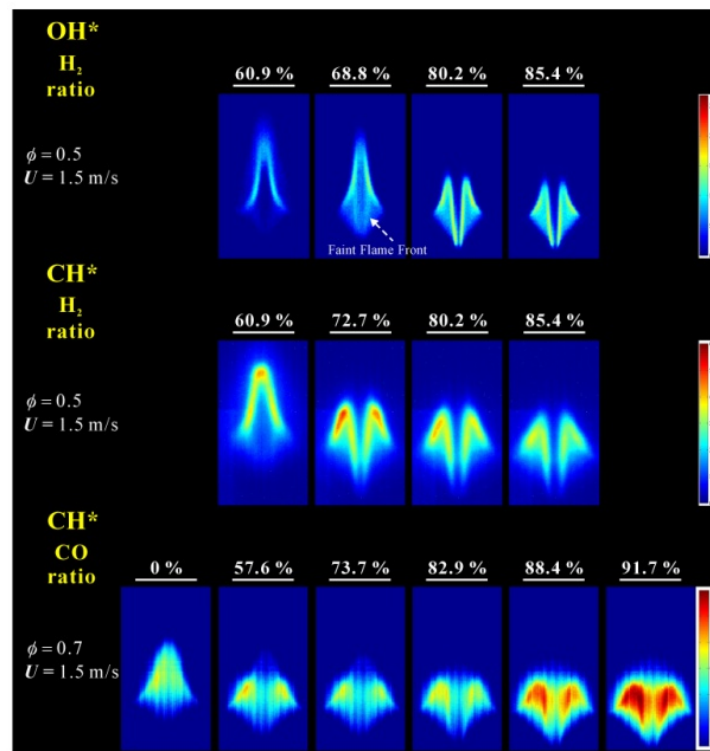 OH*
H₂
ratio
60.9 % 68.8 % 80.2 % 85.4 %
ϕ = 0.5
U = 1.5 m/s
Faint Flame Front
CH*
H₂
ratio
60.9 % 72.7 % 80.2 % 85.4 %
ϕ = 0.5
U = 1.5 m/s
CH*
CO
ratio
0 % 57.6 % 73.7 % 82.9 % 88.4 % 91.7 %
ϕ = 0.7
U = 1.5 m/s